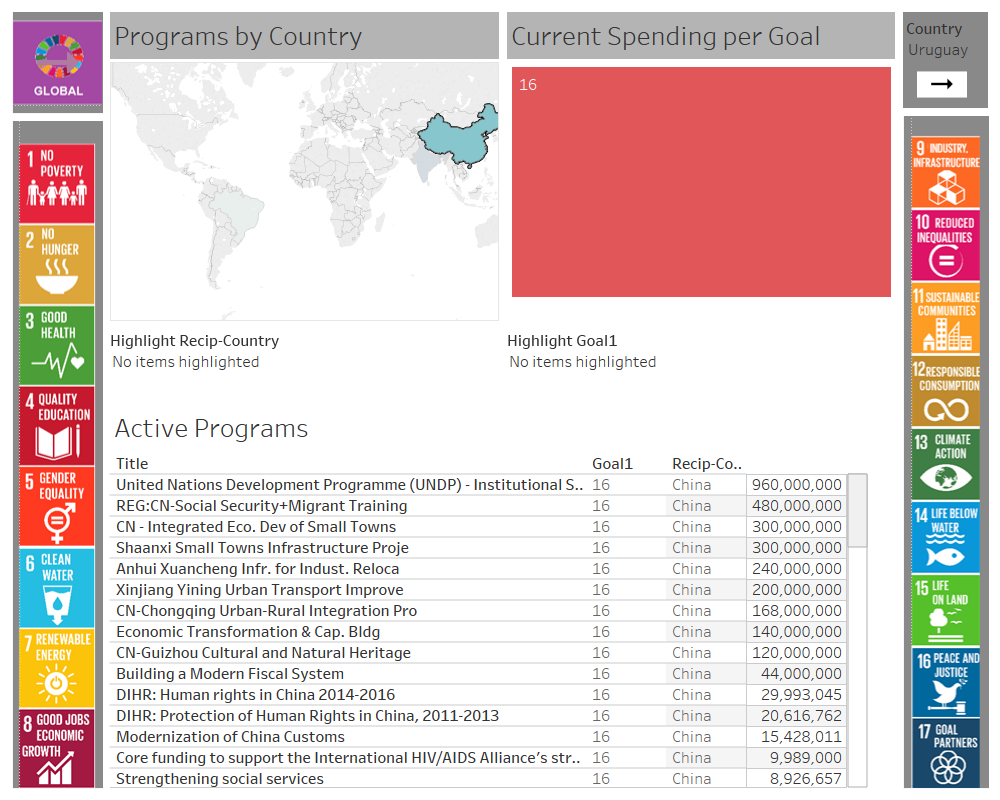 GLOBAL
Programs by Country
Current Spending per Goal
Country
Uruguay
16
1 NO
POVERTY
2 NO
HUNGER
3 GOOD
HEALTH
4 QUALITY
EDUCATION
5 GENDER
EQUALITY
6 CLEAN
WATER
7 RENEWABLE
ENERGY
8 GOOD JOBS
ECONOMIC
GROWTH
Highlight Recip-Country
No items highlighted
Highlight Goal1
No items highlighted
Active Programs
Title Goal1 Recip-Co..
United Nations Development Programme (UNDP) - Institutional S.. 16 China 960,000,000
REG:CN-Social Security+Migrant Training 16 China 480,000,000
CN - Integrated Eco. Dev of Small Towns 16 China 300,000,000
Shaanxi Small Towns Infrastructure Proje 16 China 300,000,000
Anhui Xuancheng Infr. for Indust. Reloca 16 China 240,000,000
Xinjiang Yining Urban Transport Improve 16 China 200,000,000
CN-Chongqing Urban-Rural Integration Pro 16 China 168,000,000
Economic Transformation & Cap. Bldg 16 China 140,000,000
CN-Guizhou Cultural and Natural Heritage 16 China 120,000,000
Building a Modern Fiscal System 16 China 44,000,000
DIHR: Human rights in China 2014-2016 16 China 29,993,045
DIHR: Protection of Human Rights in China, 2011-2013 16 China 20,616,762
Modernization of China Customs 16 China 15,428,011
Core funding to support the International HIV/AIDS Alliance's str.. 16 China 9,989,000
Strengthening social services 16 China 8,926,657
9 INDUSTRY,
INFRASTRUCTURE
10 REDUCED
INEQUALITIES
11 SUSTAINABLE
COMMUNITIES
12 RESPONSIBLE
CONSUMPTION
13 CLIMATE
ACTION
14 LIFE BELOW
WATER
15 LIFE
ON LAND
16 PEACE AND
JUSTICE
17 GOAL
PARTNERS